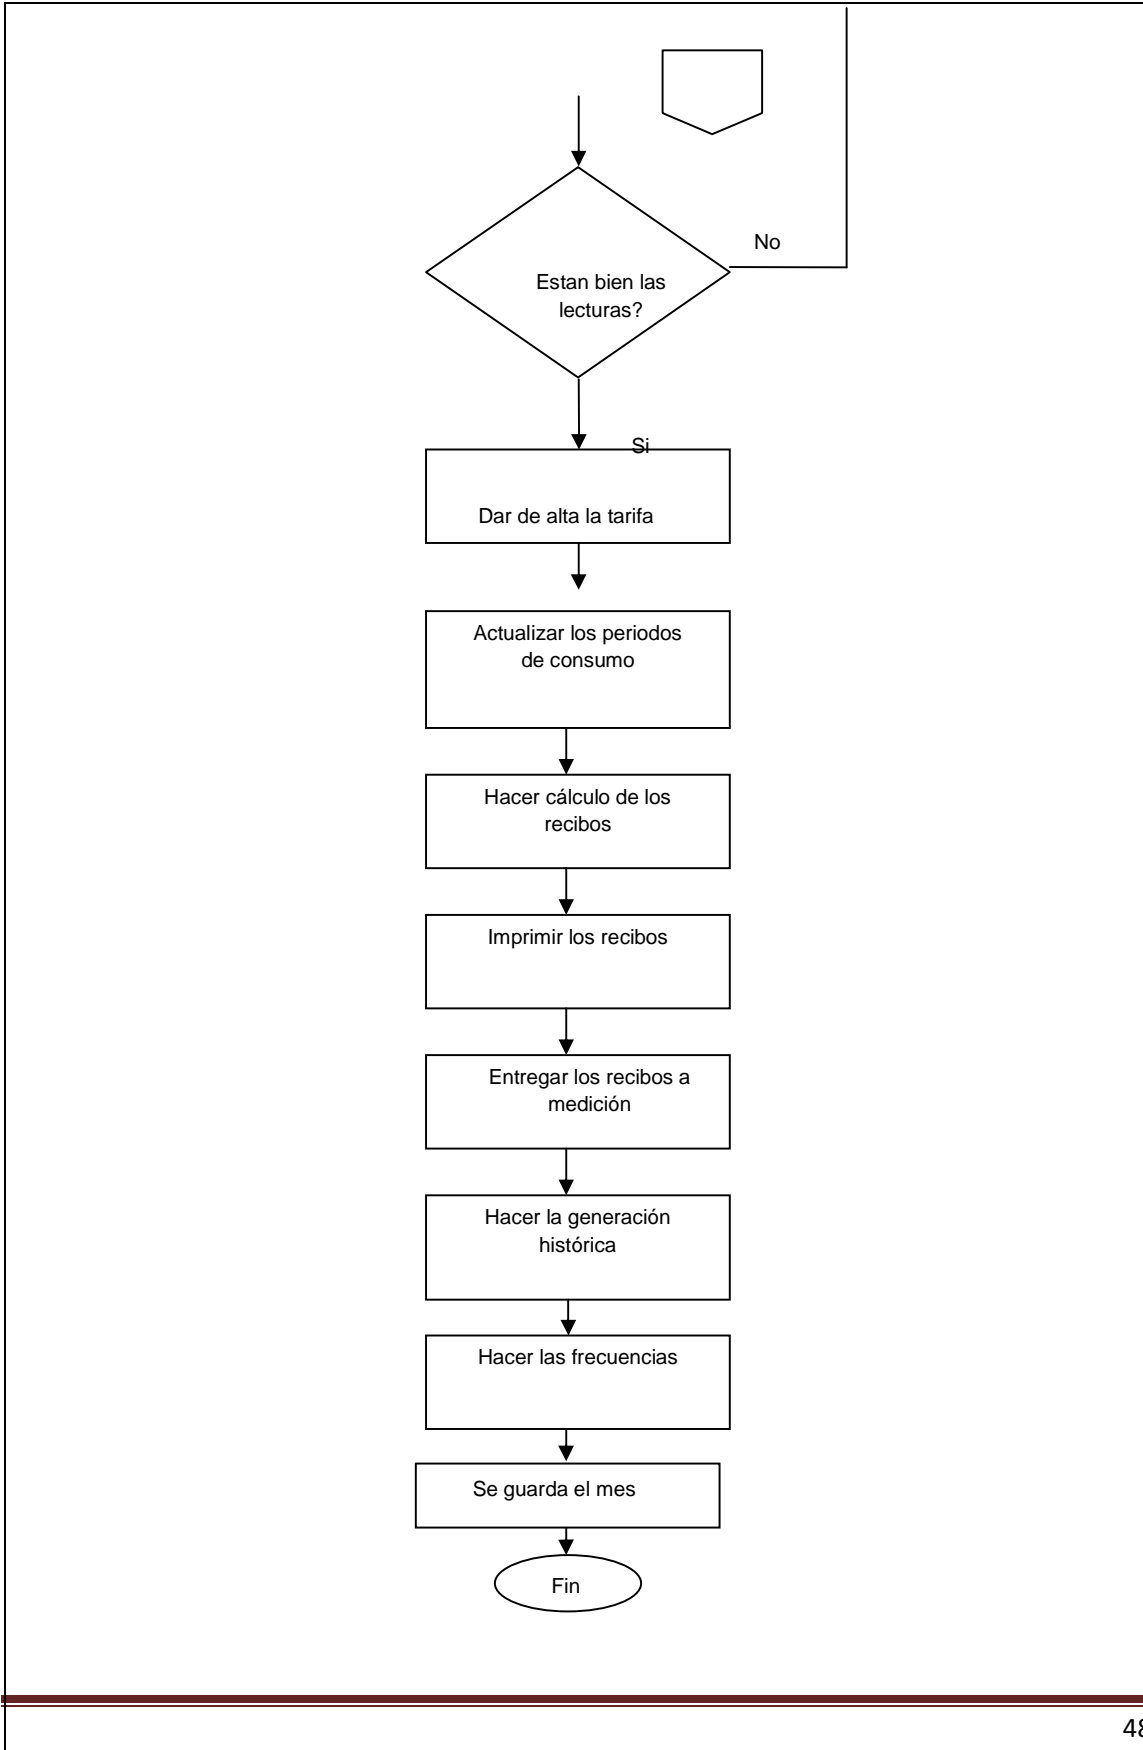 No
Estan bien las
lecturas?
Si
Dar de alta la tarifa
Actualizar los periodos
de consumo
Hacer cálculo de los
recibos
Imprimir los recibos
Entregar los recibos a
medición
Hacer la generación
histórica
Hacer las frecuencias
Se guarda el mes
Fin
48